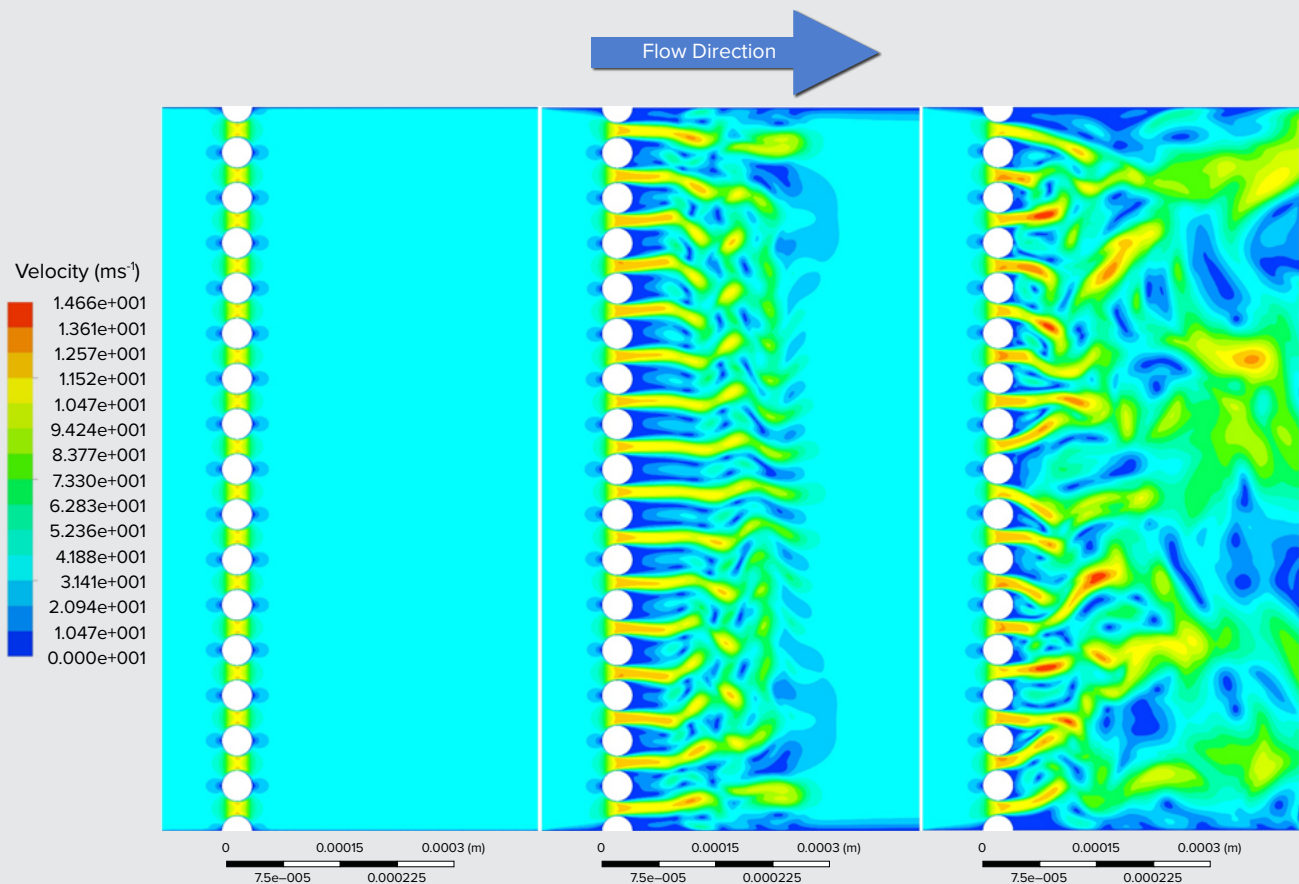 Flow Direction
Velocity (ms⁻¹)
1.466e+001
1.361e+001
1.257e+001
1.152e+001
1.047e+001
9.424e+001
8.377e+001
7.330e+001
6.283e+001
5.236e+001
4.188e+001
3.141e+001
2.094e+001
1.047e+001
0.000e+001
0 0.00015 0.0003 (m)
7.5e−005 0.000225
0 0.00015 0.0003 (m)
7.5e−005 0.000225
0 0.00015 0.0003 (m)
7.5e−005 0.000225